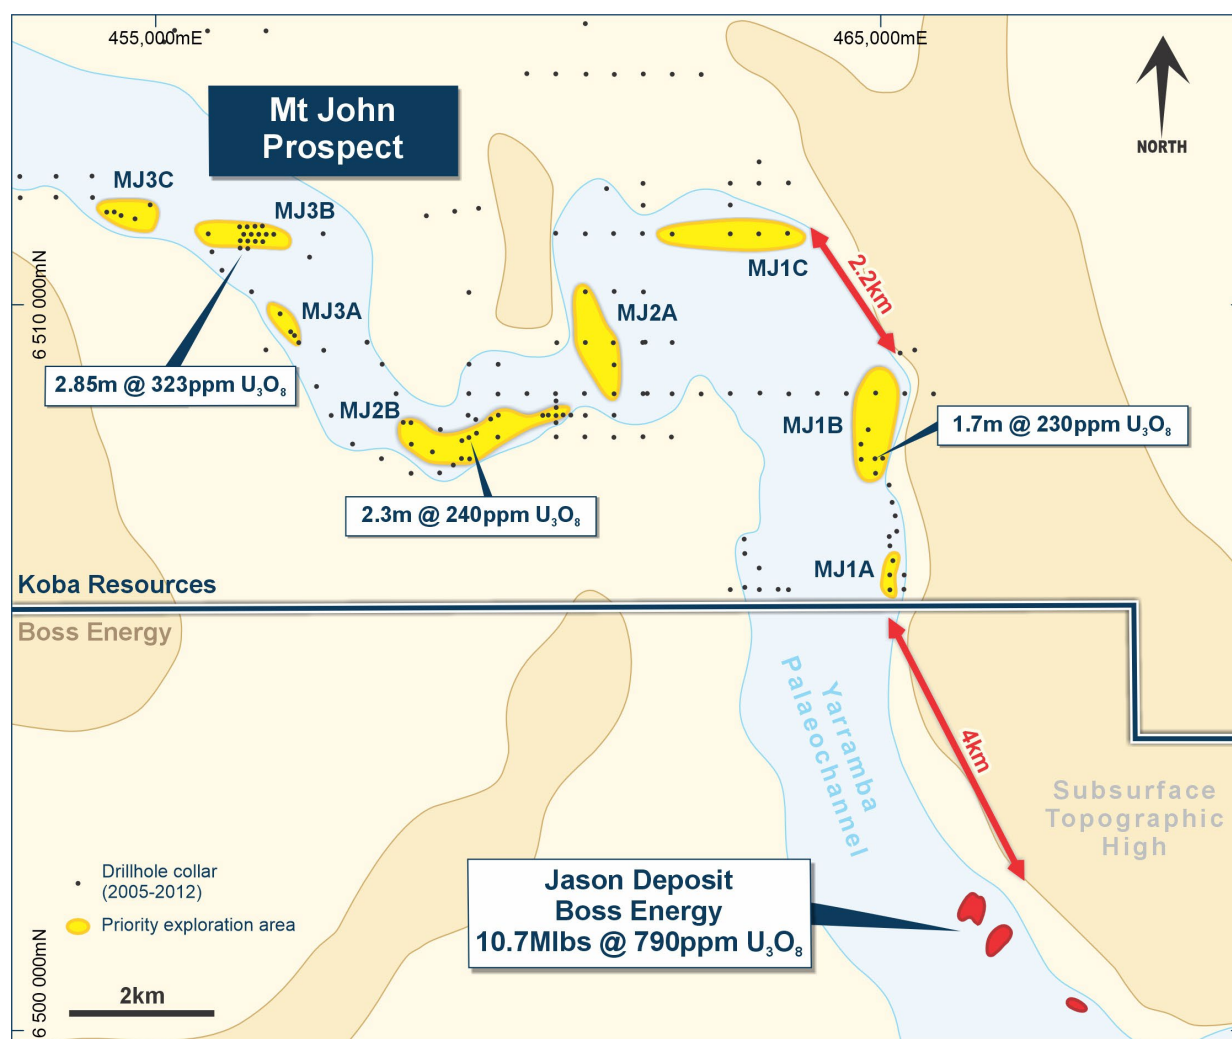 455,000mE
465,000mE
Mt John
Prospect
NORTH
MJ3C
MJ3B
MJ1C
2.2km
6 510 000mN
MJ3A
MJ2A
2.85m @ 323ppm U₃O₈
MJ2B
MJ1B
1.7m @ 230ppm U₃O₈
2.3m @ 240ppm U₃O₈
MJ1A
Koba Resources
Boss Energy
Yarramba
Palaeochannel
4km
Subsurface
Topographic
High
Drillhole collar
(2005-2012)
Priority exploration area
Jason Deposit
Boss Energy
10.7Mlbs @ 790ppm U₃O₈
2km
6 500 000mN